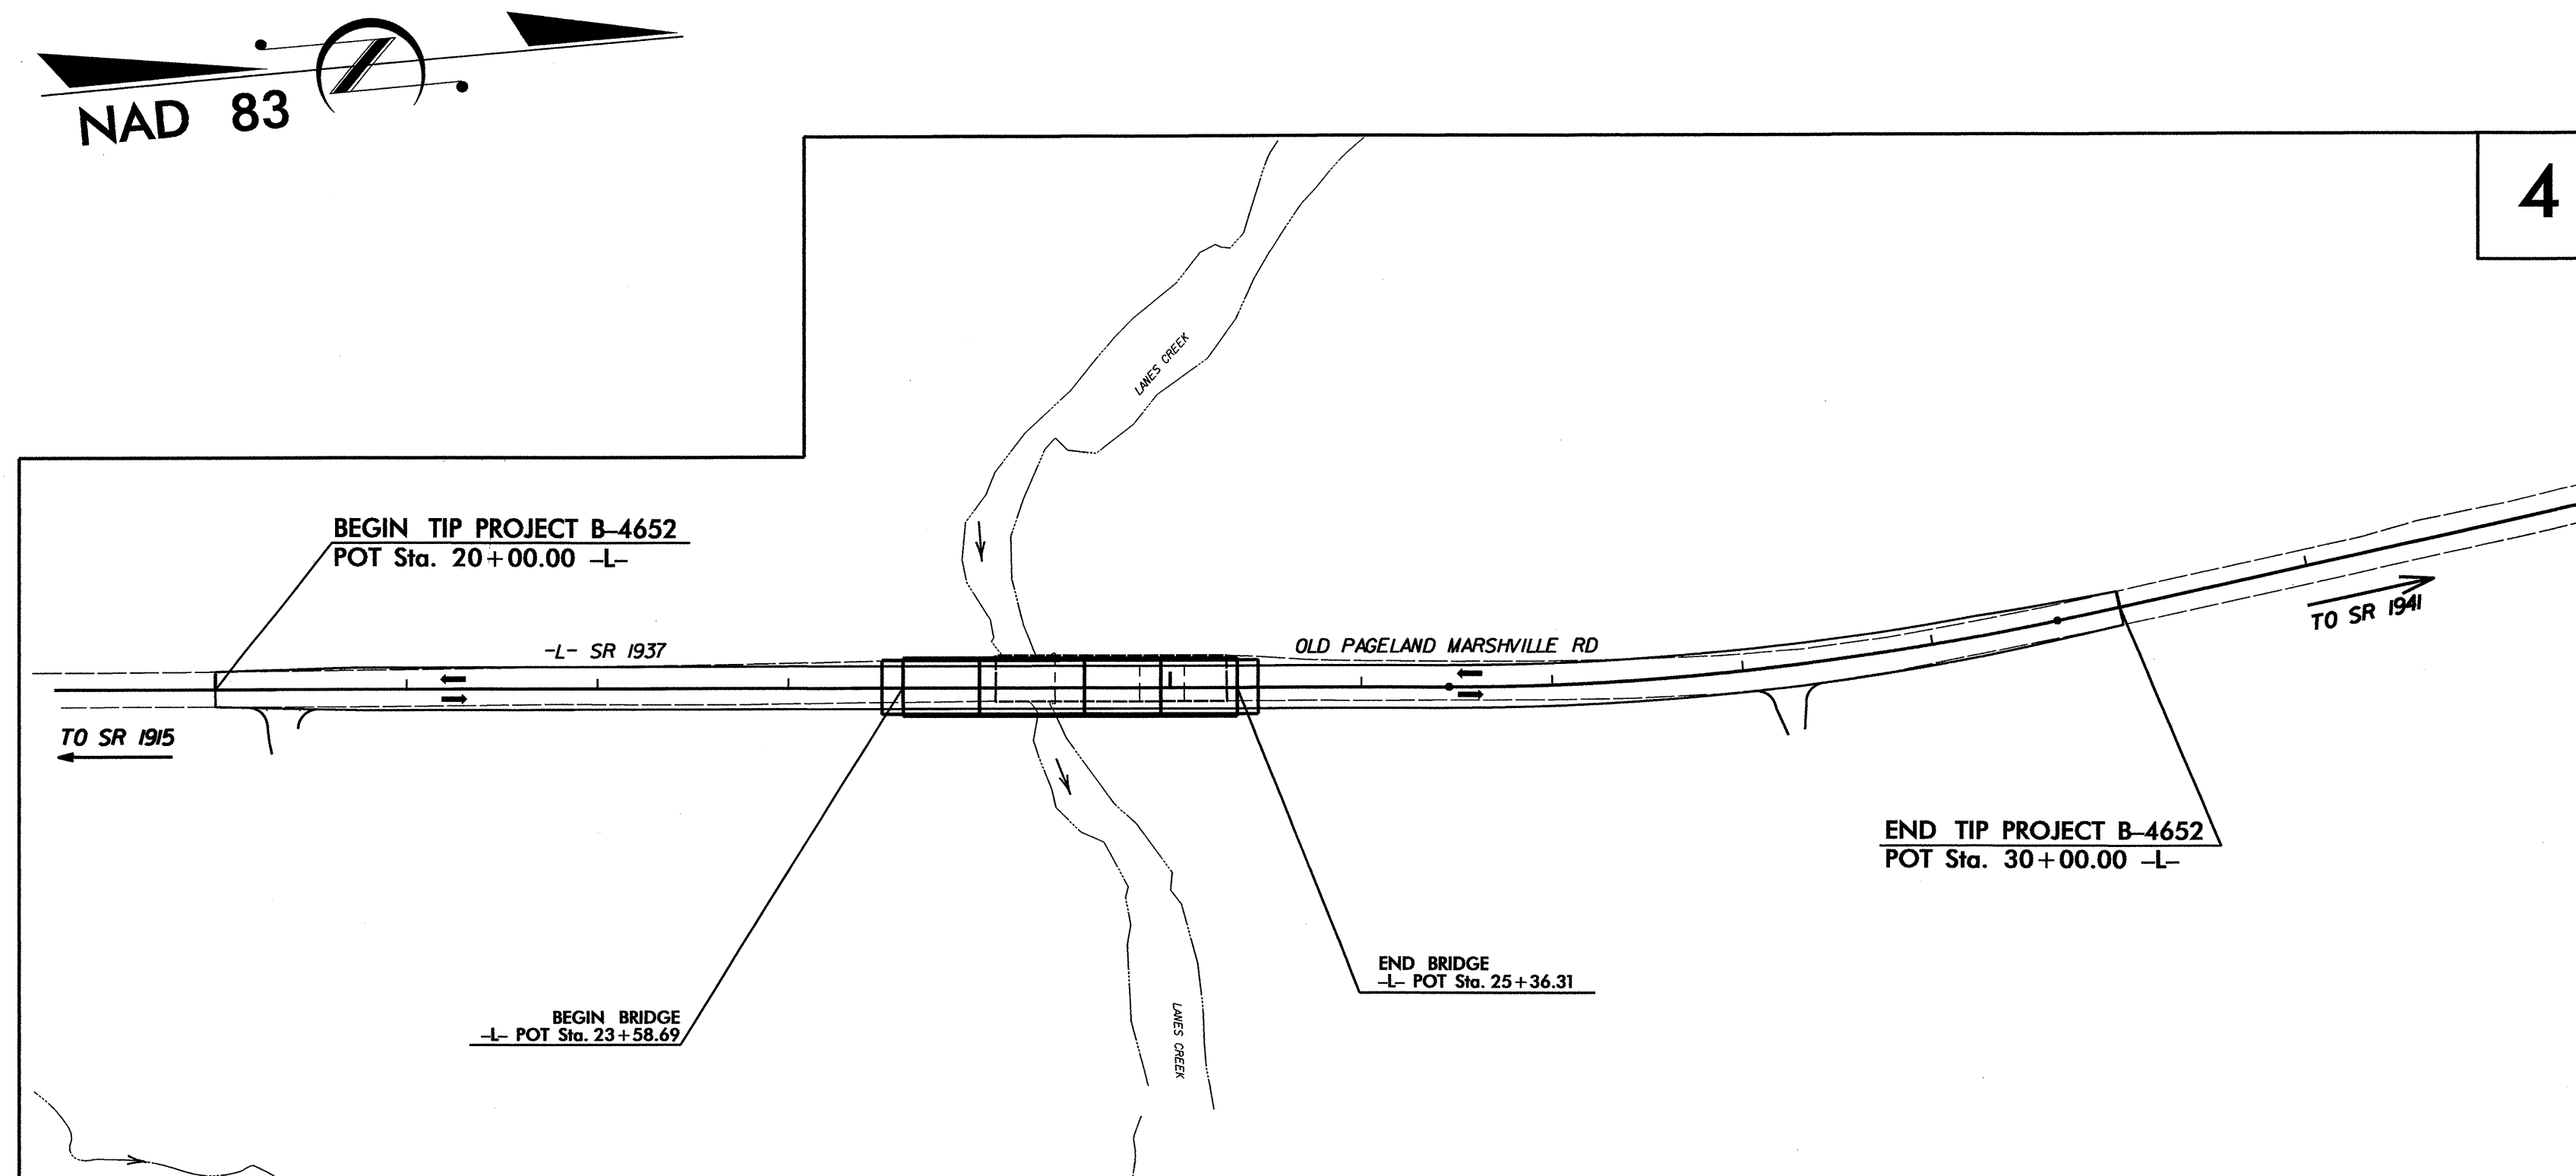 NAD 83
4
LANES CREEK
BEGIN TIP PROJECT B-4652
POT Sta. 20+00.00 -L-
-L- SR 1937
OLD PAGELAND MARSHVILLE RD
TO SR 1941
TO SR 1915
END TIP PROJECT B-4652
POT Sta. 30+00.00 -L-
END BRIDGE
-L- POT Sta. 25+36.31
BEGIN BRIDGE
-L- POT Sta. 23+58.69
LANES CREEK